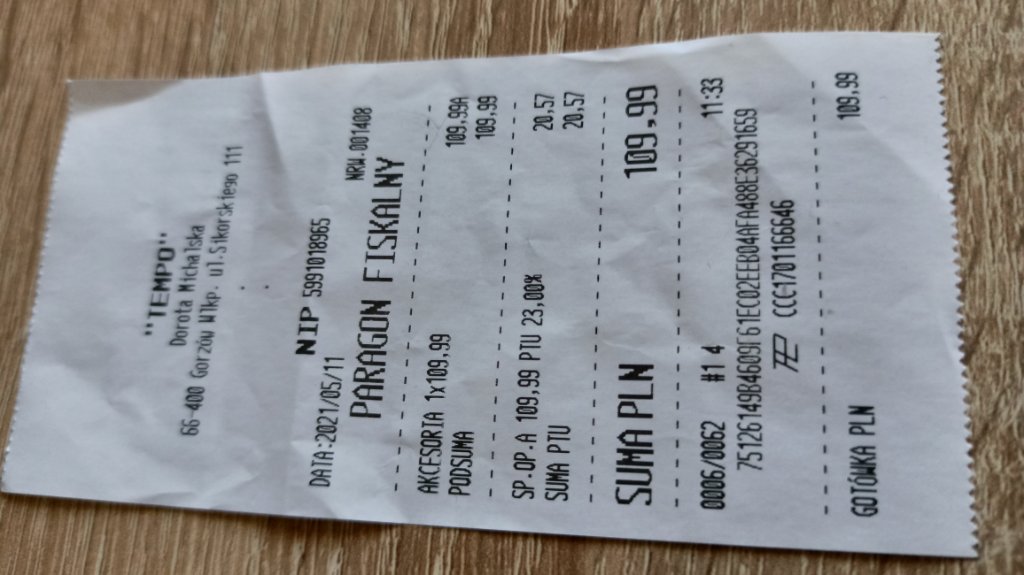 "TEMPO"
Dorota Michalska
66-400 Gorzów Wlkp. ul.Sikorskiego 111
NIP 5991018965
DATA:2021/05/11 NRW.001408
PARAGON FISKALNY
AKCESORIA 1x109,99 109,99A
PODSUMA 109,99
SP.OP.A 109,99 PTU 23,00% 20,57
SUMA PTU 20,57
SUMA PLN 109,99
0006/0062 #1 4 11:33
75126149B4609F61EC02EEB04AFA488E36291659
CCC1701166646
GOTÓWKA PLN 109,99